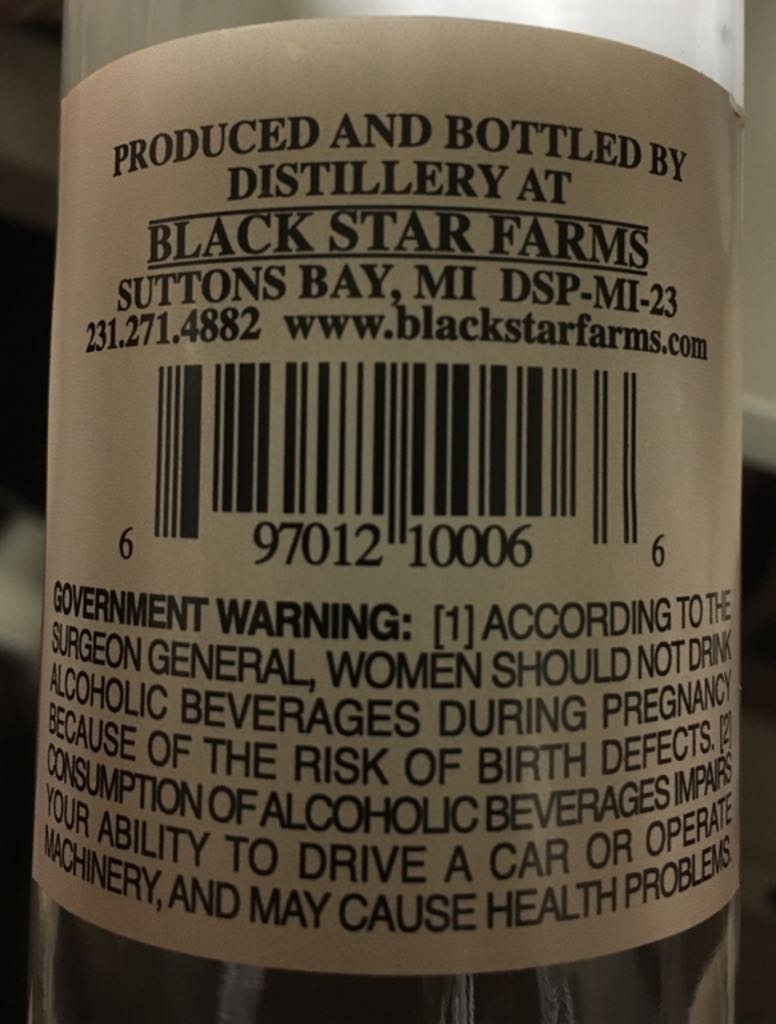 PRODUCED AND BOTTLED BY
DISTILLERY AT
BLACK STAR FARMS
SUTTONS BAY, MI DSP-MI-23
231.271.4882 www.blackstarfarms.com
6 97012 10006 6
GOVERNMENT WARNING: [1] ACCORDING TO THE
SURGEON GENERAL, WOMEN SHOULD NOT DRINK
ALCOHOLIC BEVERAGES DURING PREGNANCY
BECAUSE OF THE RISK OF BIRTH DEFECTS. [2]
CONSUMPTION OF ALCOHOLIC BEVERAGES IMPAIRS
YOUR ABILITY TO DRIVE A CAR OR OPERATE
MACHINERY, AND MAY CAUSE HEALTH PROBLEMS.